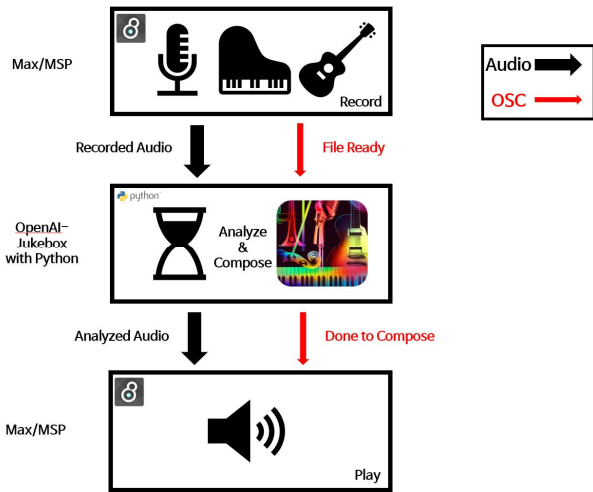 Max/MSP
Record
Audio
OSC
Recorded Audio
File Ready
python
OpenAI-
Jukebox
with Python
Analyze
&
Compose
Analyzed Audio
Done to Compose
Max/MSP
Play